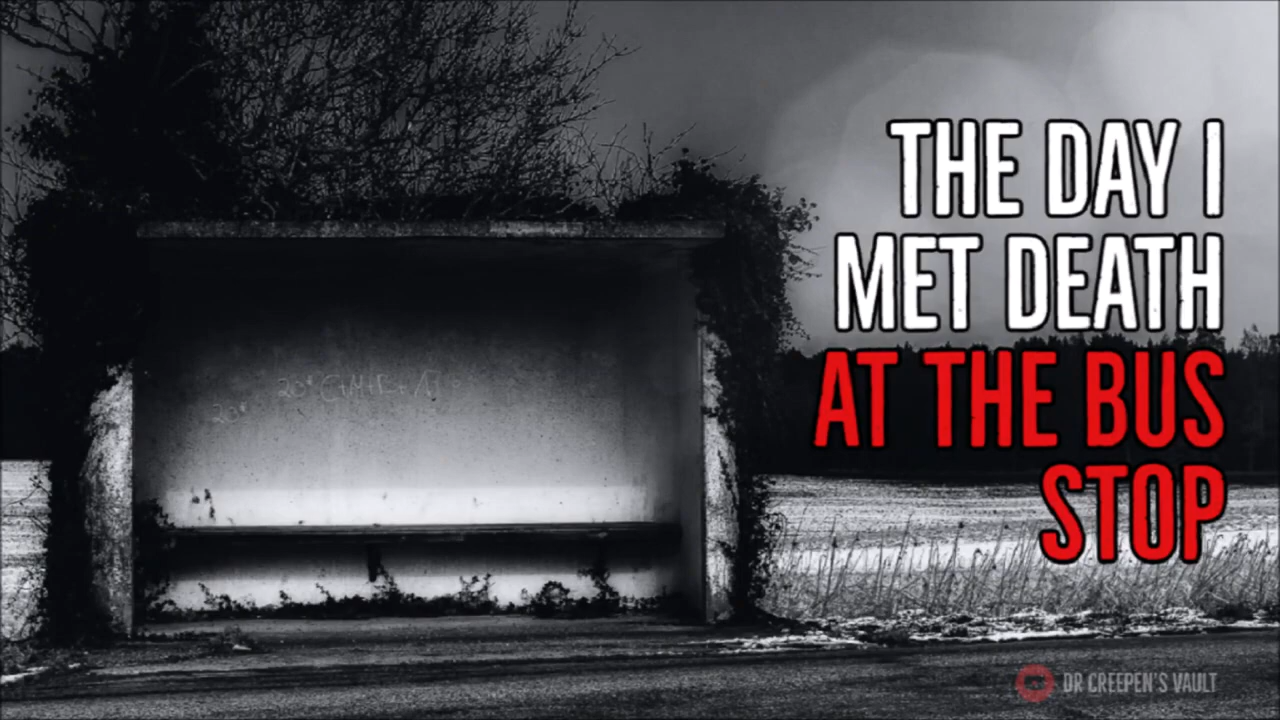 THE DAY I
MET DEATH
AT THE BUS
STOP
DR CREEPEN'S VAULT